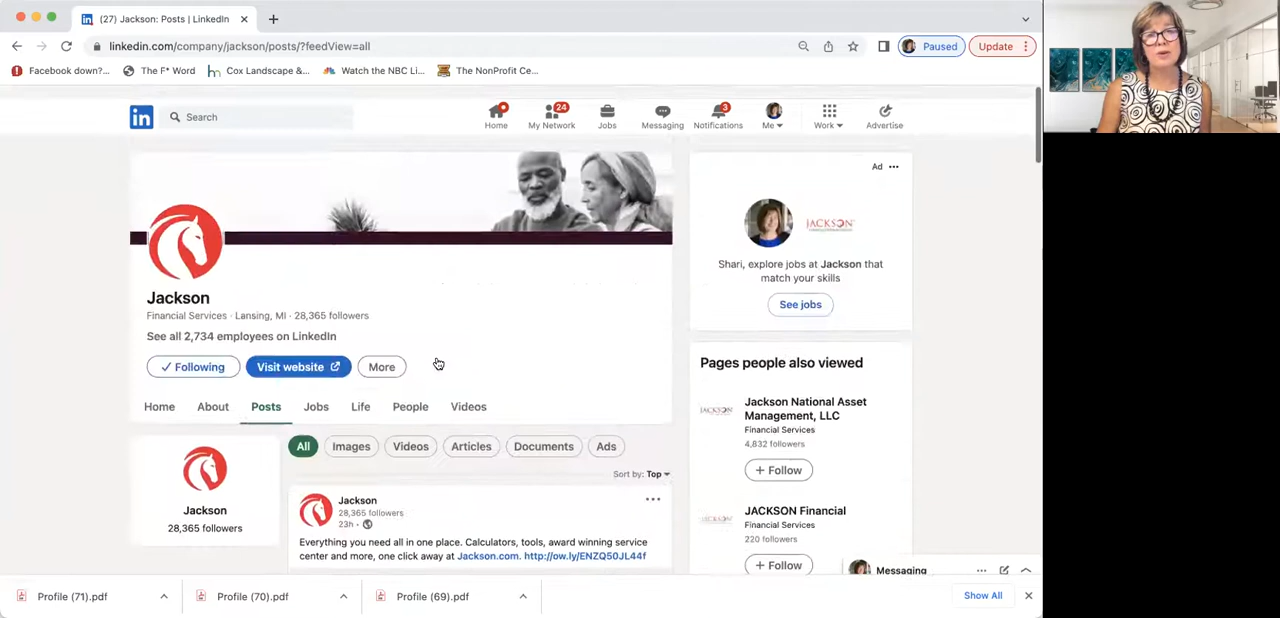 (27) Jackson: Posts | LinkedIn
linkedin.com/company/jackson/posts/?feedView=all
Paused
Update
Facebook down?...
The F* Word
Cox Landscape &...
Watch the NBC Li...
The NonProfit Ce...
in
Search
Home
24
My Network
Jobs
Messaging
3
Notifications
Me
Work
Advertise
Ad
JACKSON
Shari, explore jobs at Jackson that
match your skills
See jobs
Jackson
Financial Services · Lansing, MI · 28,365 followers
See all 2,734 employees on LinkedIn
Following
Visit website
More
Home
About
Posts
Jobs
Life
People
Videos
Pages people also viewed
JACKSON
Jackson National Asset
Management, LLC
Financial Services
4,832 followers
+ Follow
JACKSON Financial
Financial Services
220 followers
+ Follow
All
Images
Videos
Articles
Documents
Ads
Sort by: Top
Jackson
28,365 followers
Jackson
28,365 followers
23h
Everything you need all in one place. Calculators, tools, award winning service
center and more, one click away at Jackson.com. http://ow.ly/ENZQ50JL44f
Messaging
Profile (71).pdf
Profile (70).pdf
Profile (69).pdf
Show All